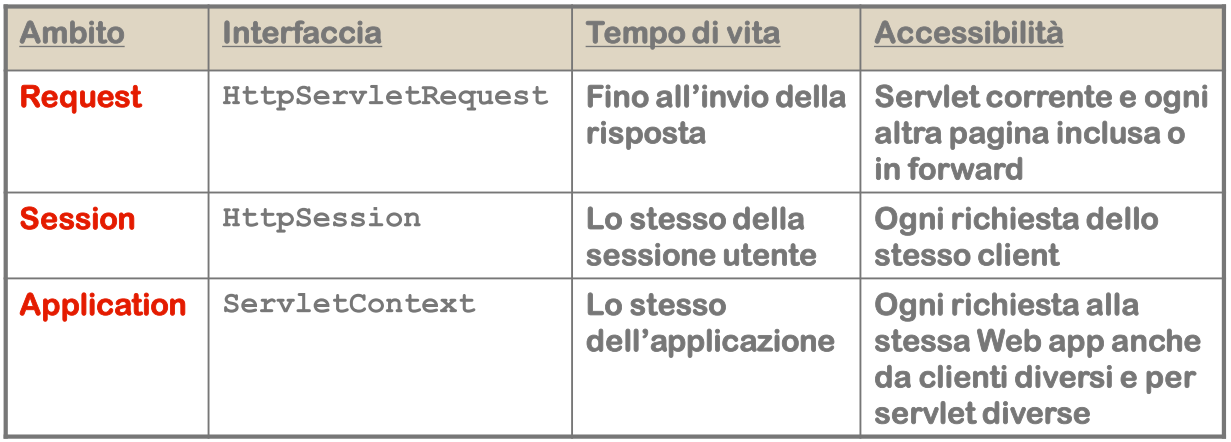 Ambito Interfaccia Tempo di vita Accessibilità
Request HttpServletRequest Fino all'invio della Servlet corrente e ogni
risposta altra pagina inclusa o
in forward
Session HttpSession Lo stesso della Ogni richiesta dello
sessione utente stesso client
Application ServletContext Lo stesso Ogni richiesta alla
dell'applicazione stessa Web app anche
da clienti diversi e per
servlet diverse